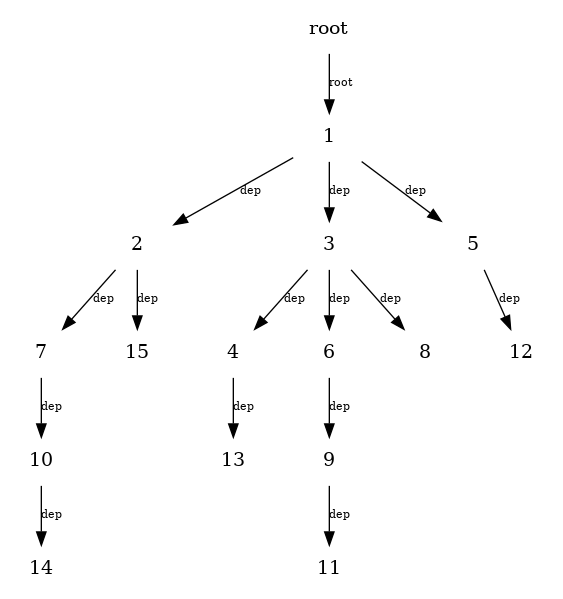 root
root
1
dep dep dep
2 3 5
dep dep dep dep dep dep
7 15 4 6 8 12
dep dep dep
10 13 9
dep dep
14 11